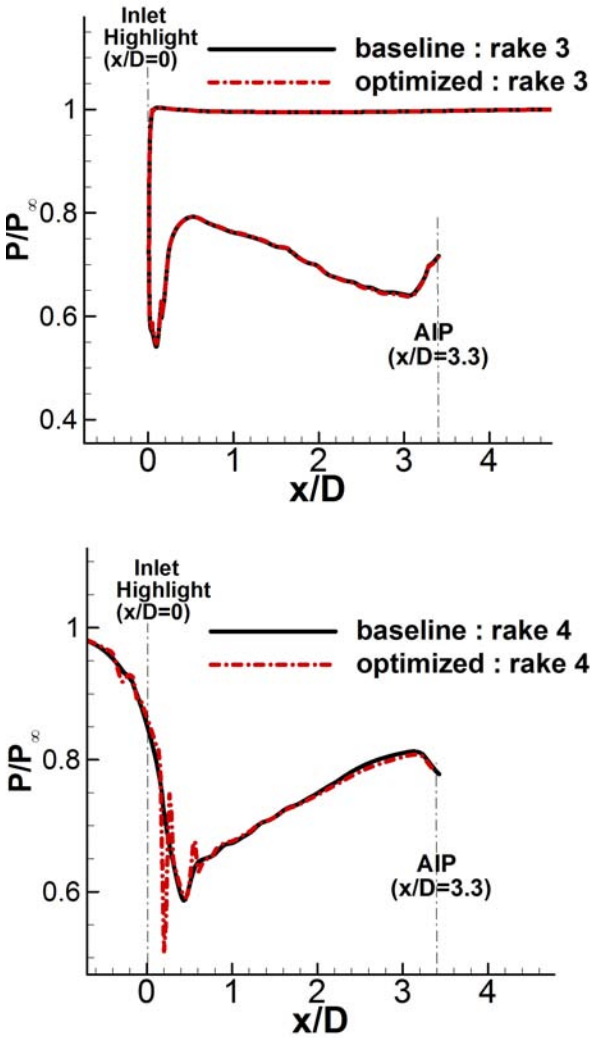 Inlet
Highlight
(x/D=0)
baseline : rake 3
optimized : rake 3
1
0.8
0.6
0.4
P/P∞
AIP
(x/D=3.3)
0 1 2 3 4
x/D
Inlet
Highlight
(x/D=0)
baseline : rake 4
optimized : rake 4
1
0.8
0.6
P/P∞
AIP
(x/D=3.3)
0 1 2 3 4
x/D